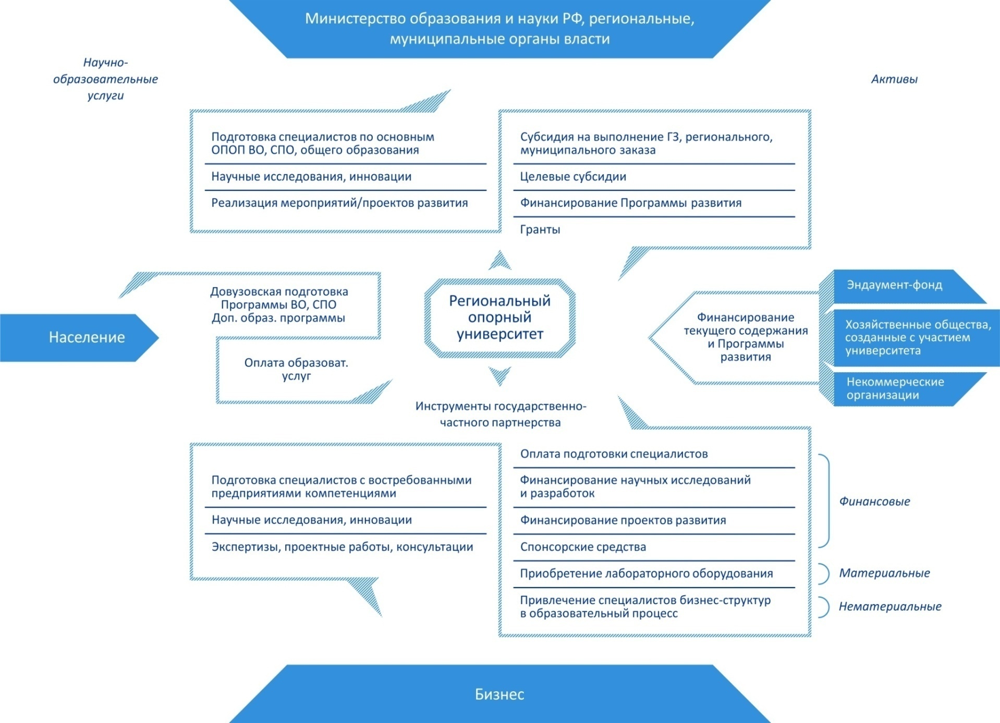 Министерство образования и науки РФ, региональные,
муниципальные органы власти
Научно-
образовательные
услуги
Активы
Подготовка специалистов по основным
ОПОП ВО, СПО, общего образования
Научные исследования, инновации
Реализация мероприятий/проектов развития
Субсидия на выполнение ГЗ, регионального,
муниципального заказа
Целевые субсидии
Финансирование Программы развития
Гранты
Население
Довузовская подготовка
Программы ВО, СПО
Доп. образ. программы
Оплата образоват.
услуг
Региональный
опорный
университет
Финансирование
текущего содержания
и Программы
развития
Эндаумент-фонд
Хозяйственные общества,
созданные с участием
университета
Некоммерческие
организации
Инструменты государственно-
частного партнерства
Подготовка специалистов с востребованными
предприятиями компетенциями
Научные исследования, инновации
Экспертизы, проектные работы, консультации
Оплата подготовки специалистов
Финансирование научных исследований
и разработок
Финансирование проектов развития
Спонсорские средства
Приобретение лабораторного оборудования
Привлечение специалистов бизнес-структур
в образовательный процесс
Финансовые
Материальные
Нематериальные
Бизнес